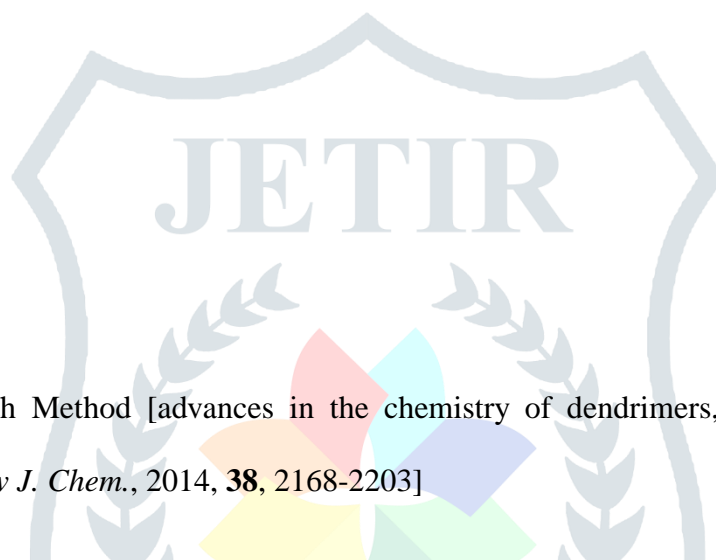 JETIR
h Method [advances in the chemistry of dendrimers,
J. Chem., 2014, 38, 2168-2203]